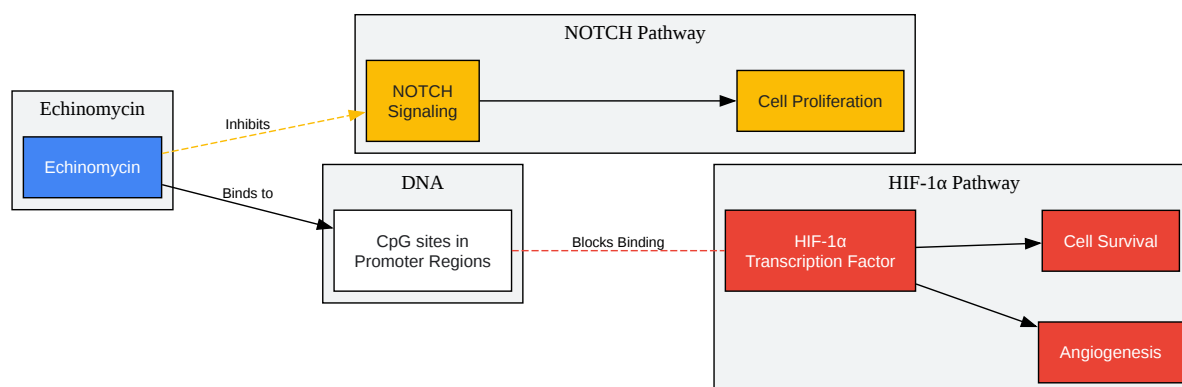 NOTCH Pathway
NOTCH
Signaling
Cell Proliferation
Echinomycin
Echinomycin
Inhibits
Binds to
DNA
CpG sites in
Promoter Regions
Blocks Binding
HIF-1α Pathway
HIF-1α
Transcription Factor
Cell Survival
Angiogenesis